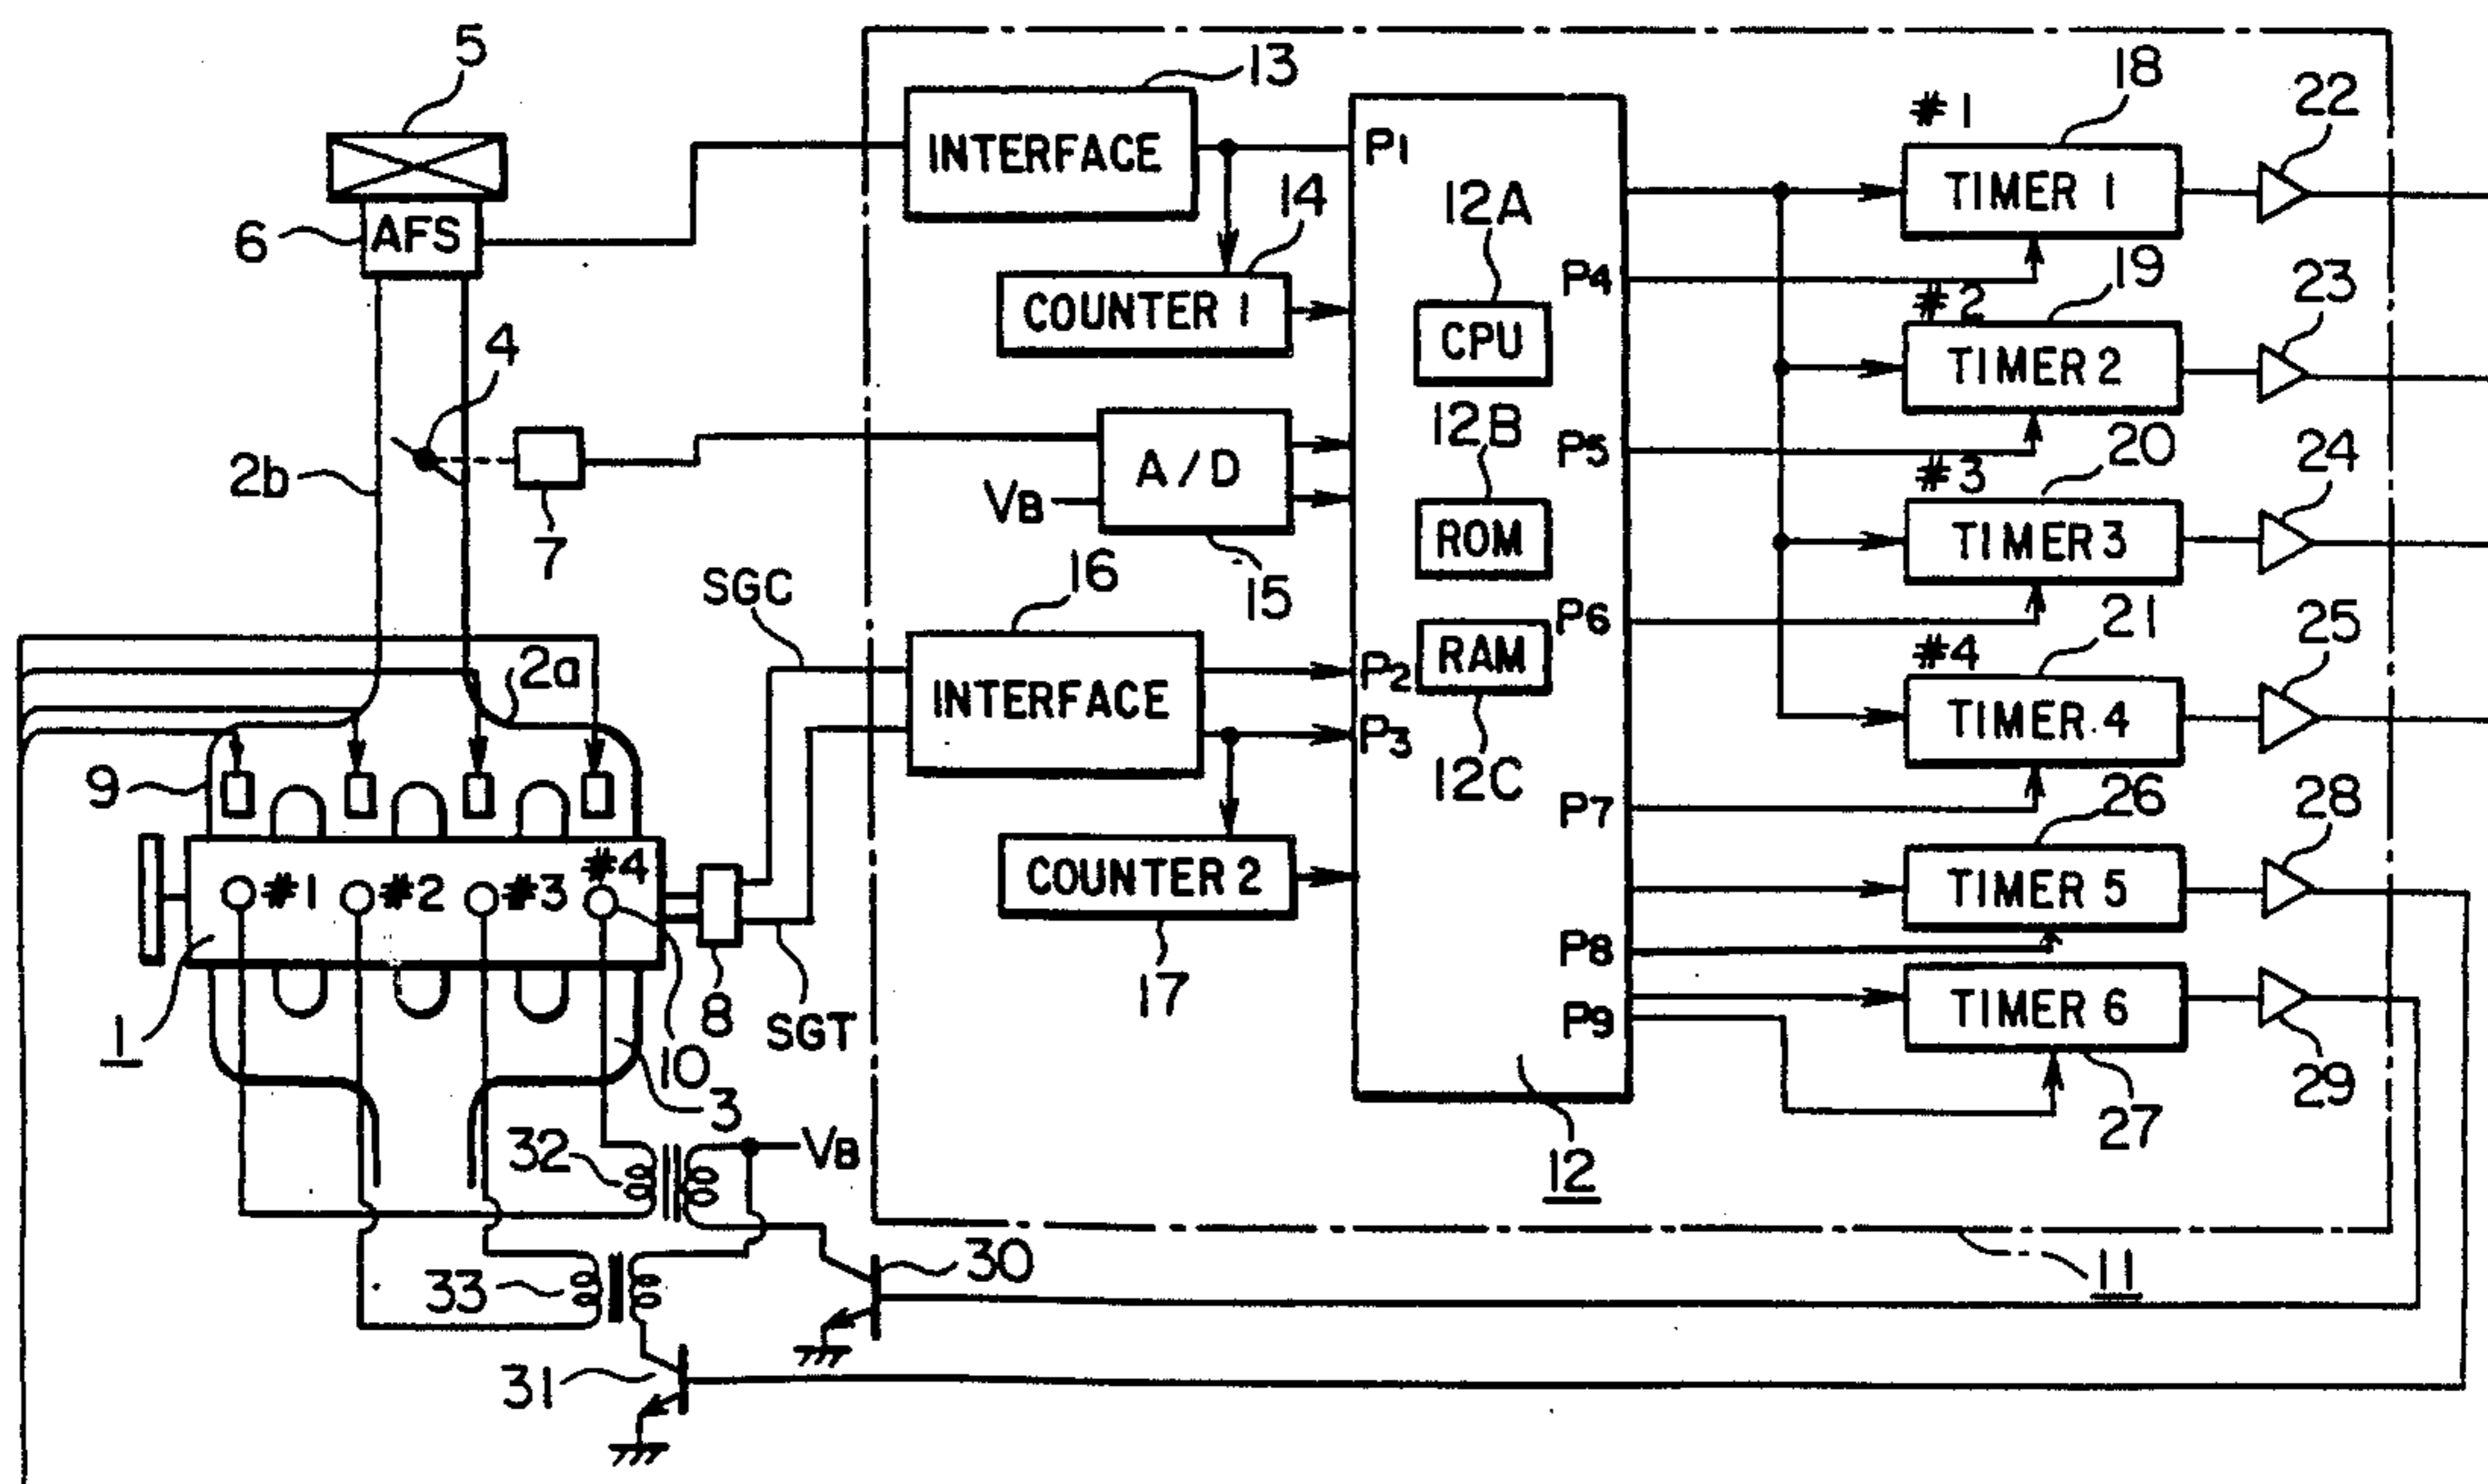 5
13
18
22
#1
INTERFACE
P1
TIMER 1
14
12A
6
AFS
19
23
COUNTER 1
P4
#2
4
CPU
TIMER 2
2b
A/D
12B
P5
20
24
#3
VB
7
ROM
TIMER 3
SGC
16
15
P6
21
25
#4
2a
P2
RAM
INTERFACE
TIMER 4
P3
9
12C
26
28
P7
#1
#2
#3
#4
COUNTER 2
TIMER 5
P8
1
8
SGT
17
P9
TIMER 6
10
3
29
27
32
VB
12
30
33
11
31